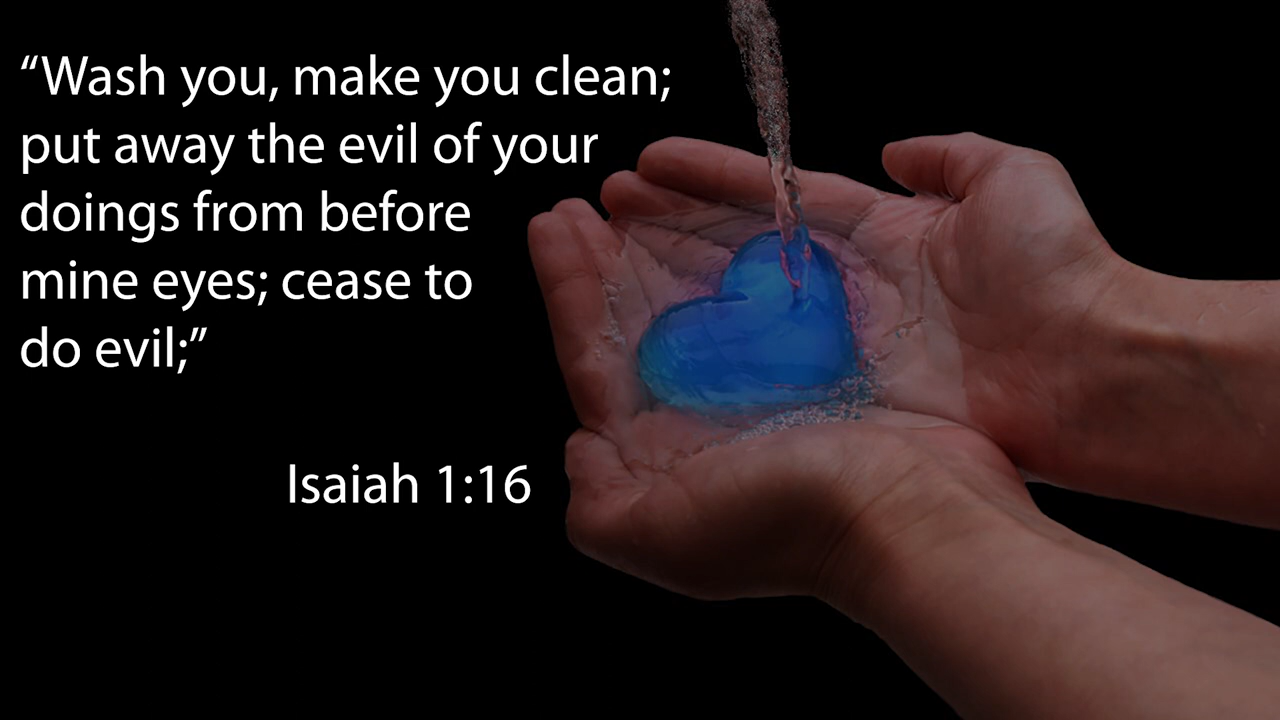 “Wash you, make you clean;
put away the evil of your
doings from before
mine eyes; cease to
do evil;”
Isaiah 1:16